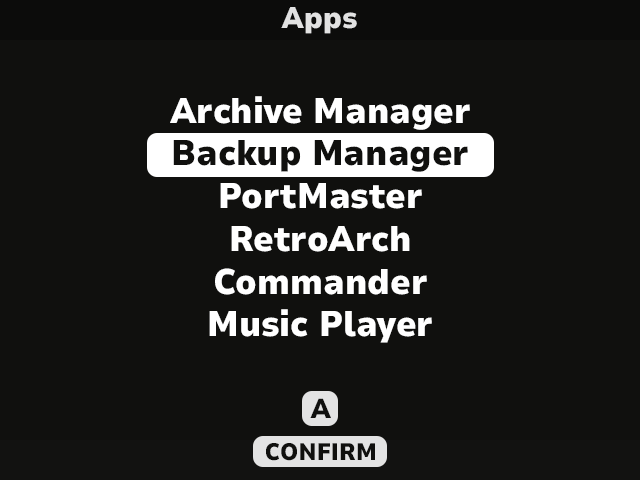 Apps
Archive Manager
Backup Manager
PortMaster
RetroArch
Commander
Music Player
A
CONFIRM